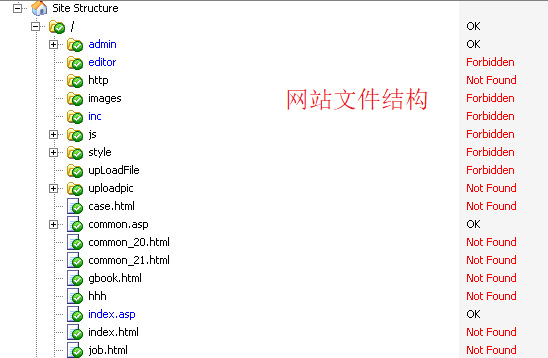 Site Structure
/ OK
admin OK
editor Forbidden
http Not Found
images Forbidden
网站文件结构
inc Forbidden
js Forbidden
style Forbidden
upLoadFile Forbidden
uploadpic Not Found
case.html Not Found
common.asp OK
common_20.html Not Found
common_21.html Not Found
gbook.html Not Found
hhh Not Found
index.asp OK
index.html Not Found
job.html Not Found